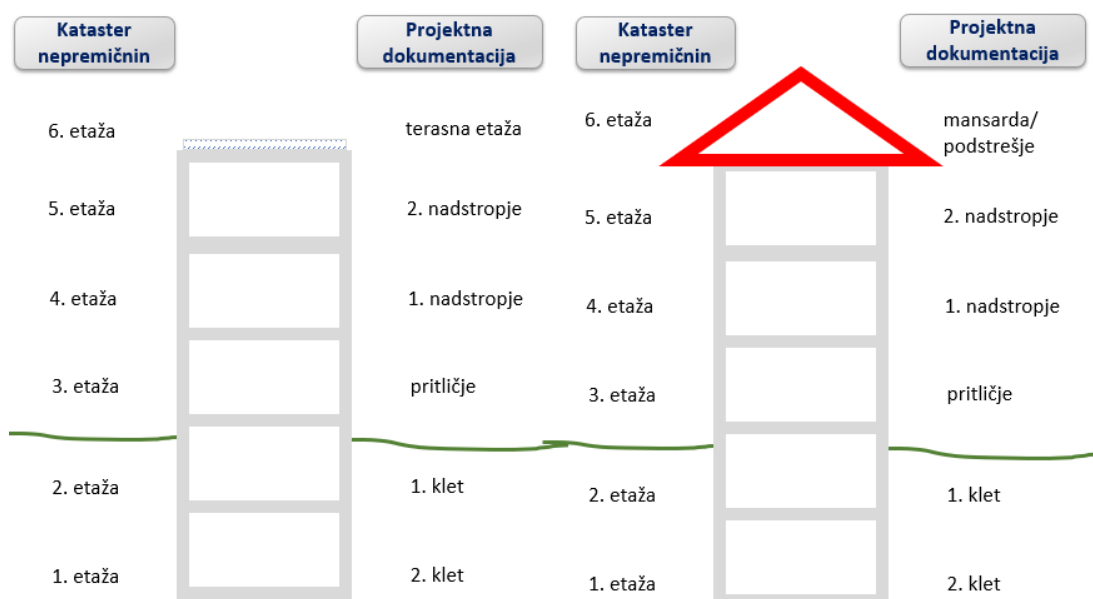 Kataster
nepremičnin
Projektna
dokumentacija
Kataster
nepremičnin
Projektna
dokumentacija
6. etaža
terasna etaža
6. etaža
mansarda/
podstrešje
5. etaža
2. nadstropje
5. etaža
2. nadstropje
4. etaža
1. nadstropje
4. etaža
1. nadstropje
3. etaža
pritličje
3. etaža
pritličje
2. etaža
1. klet
2. etaža
1. klet
1. etaža
2. klet
1. etaža
2. klet